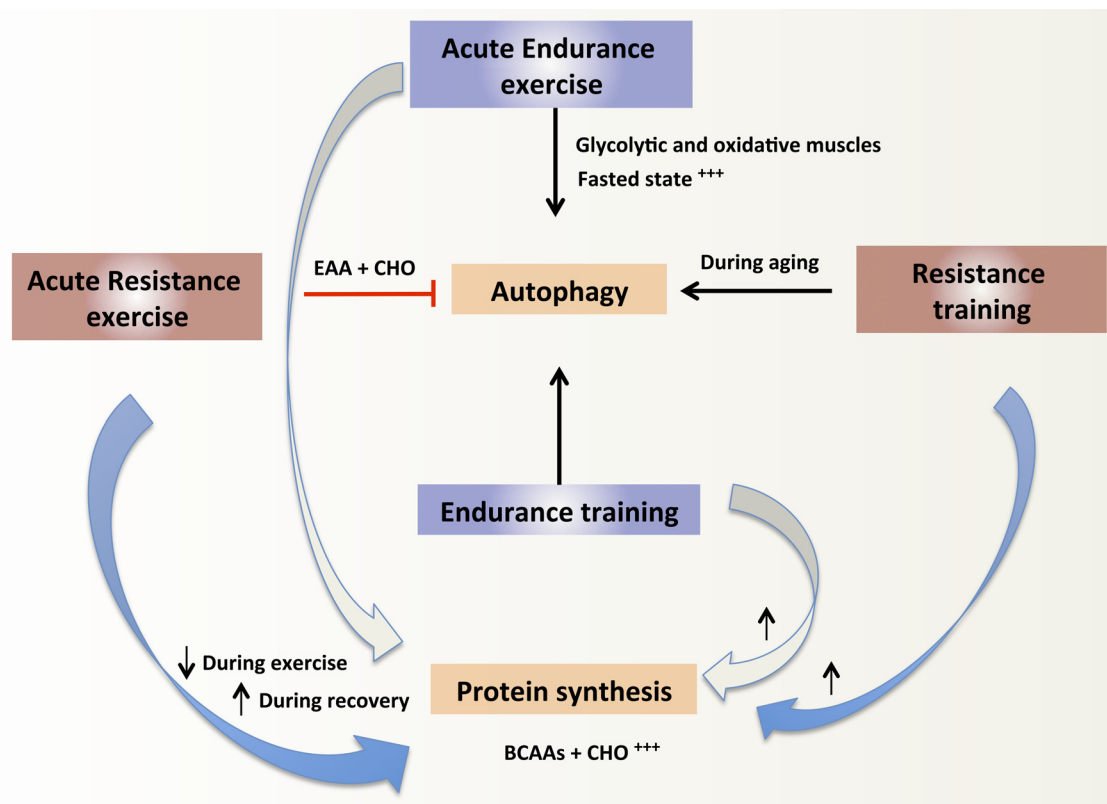 Acute Endurance
exercise
Glycolytic and oxidative muscles
Fasted state +++
Acute Resistance
exercise
EAA + CHO
Autophagy
During aging
Resistance
training
Endurance training
During exercise
During recovery
Protein synthesis
BCAAs + CHO +++